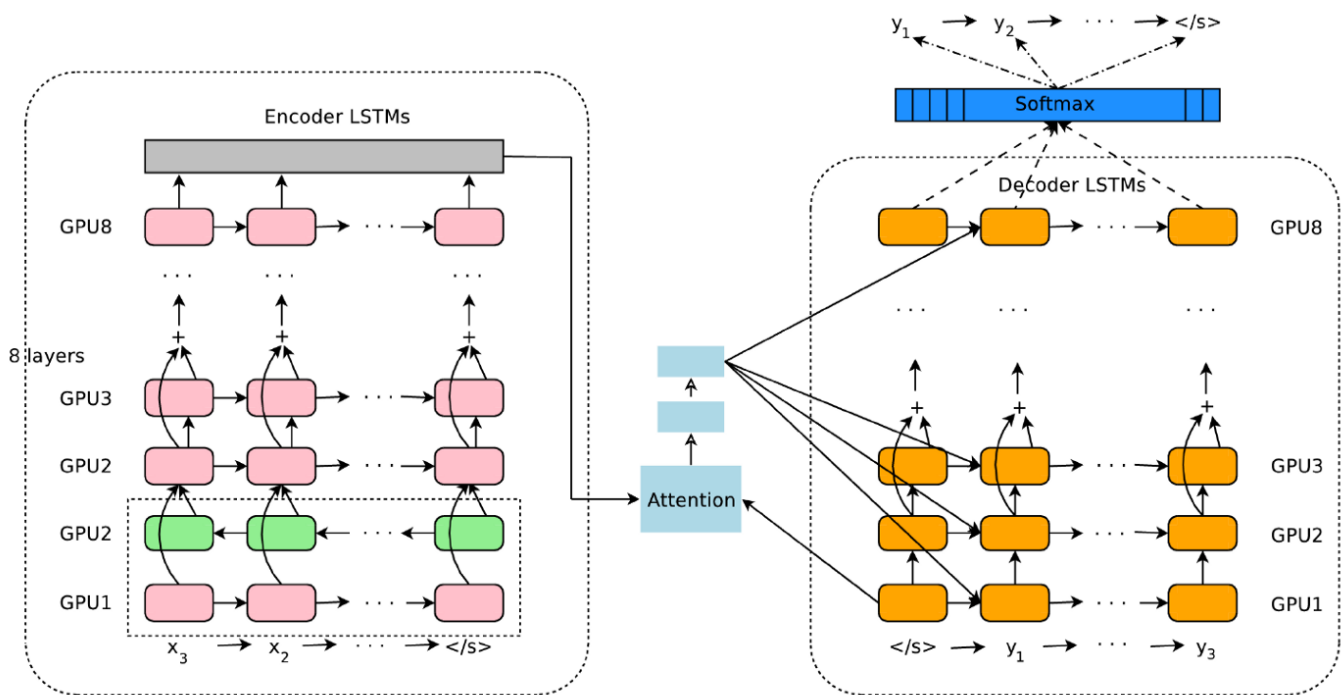 y1 y2 · · · </s>
Softmax
Encoder LSTMs
Decoder LSTMs
GPU8
GPU8
· · ·
· · ·
· · ·
· · ·
· · ·
· · ·
· · ·
· · ·
+ + +
8 layers
GPU3
· · ·
+ + +
GPU2
· · ·
GPU3
· · ·
Attention
GPU2
· · ·
GPU2
· · ·
GPU1
· · ·
GPU1
· · ·
x3 x2 · · · </s>
</s> y1 · · · y3